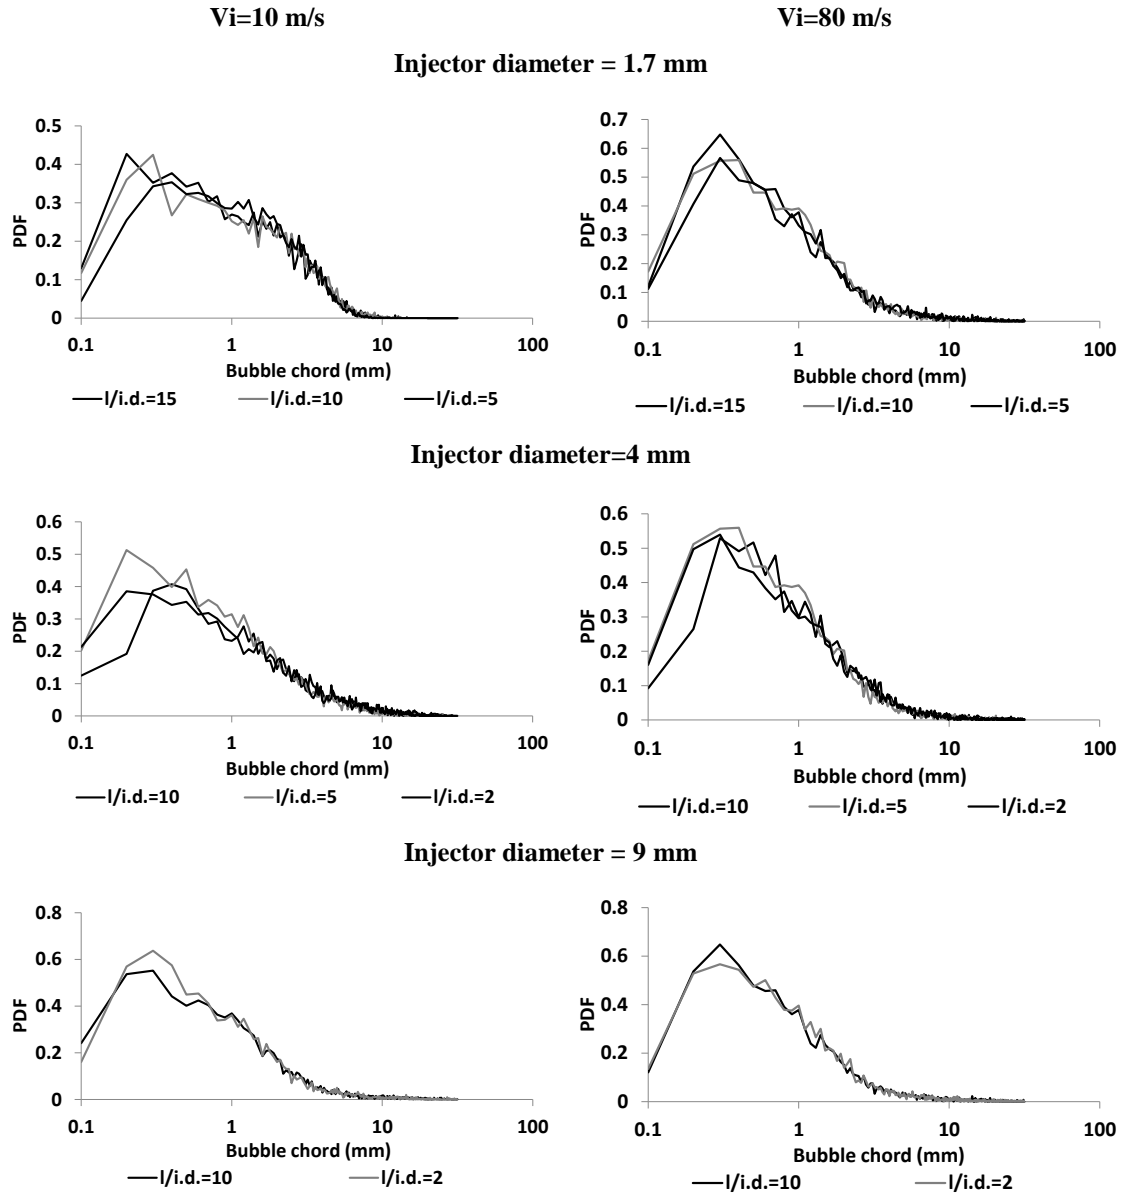 Vi=10 m/s
Vi=80 m/s
Injector diameter = 1.7 mm
0.5
0.4
0.3
0.2
0.1
0
PDF
0.1 1 10 100
Bubble chord (mm)
l/i.d.=15 l/i.d.=10 l/i.d.=5
0.7
0.6
0.5
0.4
0.3
0.2
0.1
0
PDF
0.1 1 10 100
Bubble chord (mm)
l/i.d.=15 l/i.d.=10 l/i.d.=5
Injector diameter=4 mm
0.6
0.5
0.4
0.3
0.2
0.1
0
PDF
0.1 1 10 100
Bubble chord (mm)
l/i.d.=10 l/i.d.=5 l/i.d.=2
0.6
0.5
0.4
0.3
0.2
0.1
0
PDF
0.1 1 10 100
Bubble chord (mm)
l/i.d.=10 l/i.d.=5 l/i.d.=2
Injector diameter = 9 mm
0.8
0.6
0.4
0.2
0
PDF
0.1 1 10 100
Bubble chord (mm)
l/i.d.=10 l/i.d.=2
0.8
0.6
0.4
0.2
0
PDF
0.1 1 10 100
Bubble chord (mm)
l/i.d.=10 l/i.d.=2